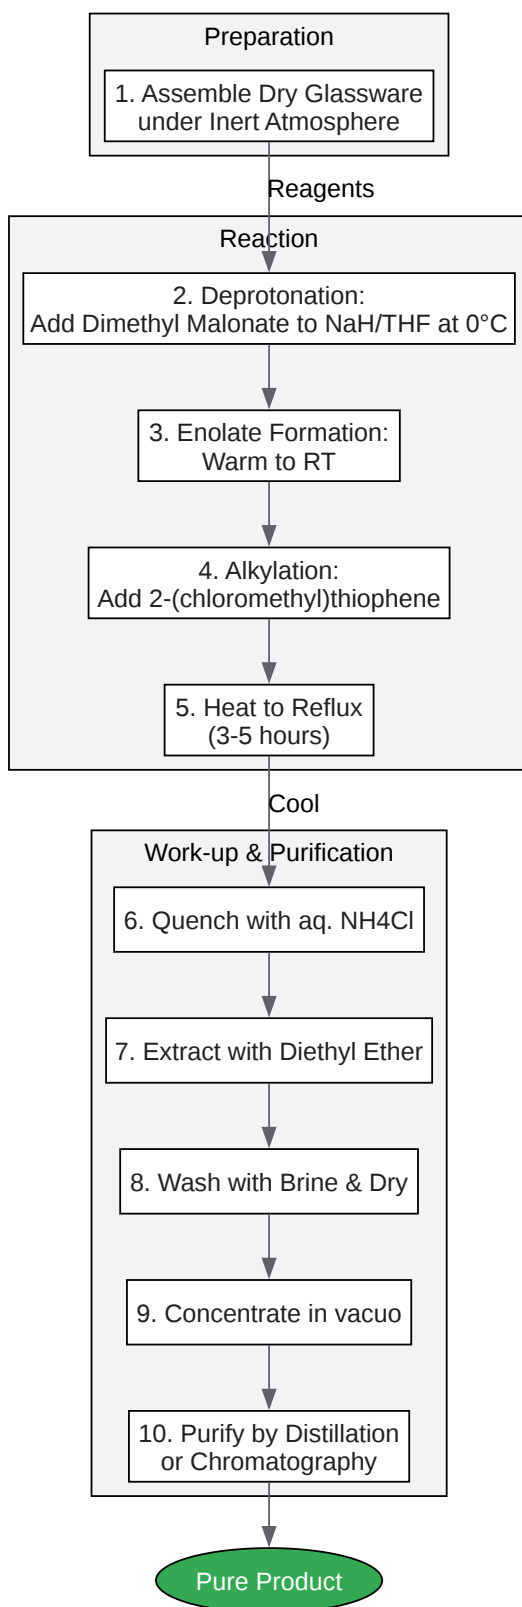 Preparation
1. Assemble Dry Glassware
under Inert Atmosphere
Reagents
Reaction
2. Deprotonation:
Add Dimethyl Malonate to NaH/THF at 0°C
3. Enolate Formation:
Warm to RT
4. Alkylation:
Add 2-(chloromethyl)thiophene
5. Heat to Reflux
(3-5 hours)
Cool
Work-up & Purification
6. Quench with aq. NH4Cl
7. Extract with Diethyl Ether
8. Wash with Brine & Dry
9. Concentrate in vacuo
10. Purify by Distillation
or Chromatography
Pure Product